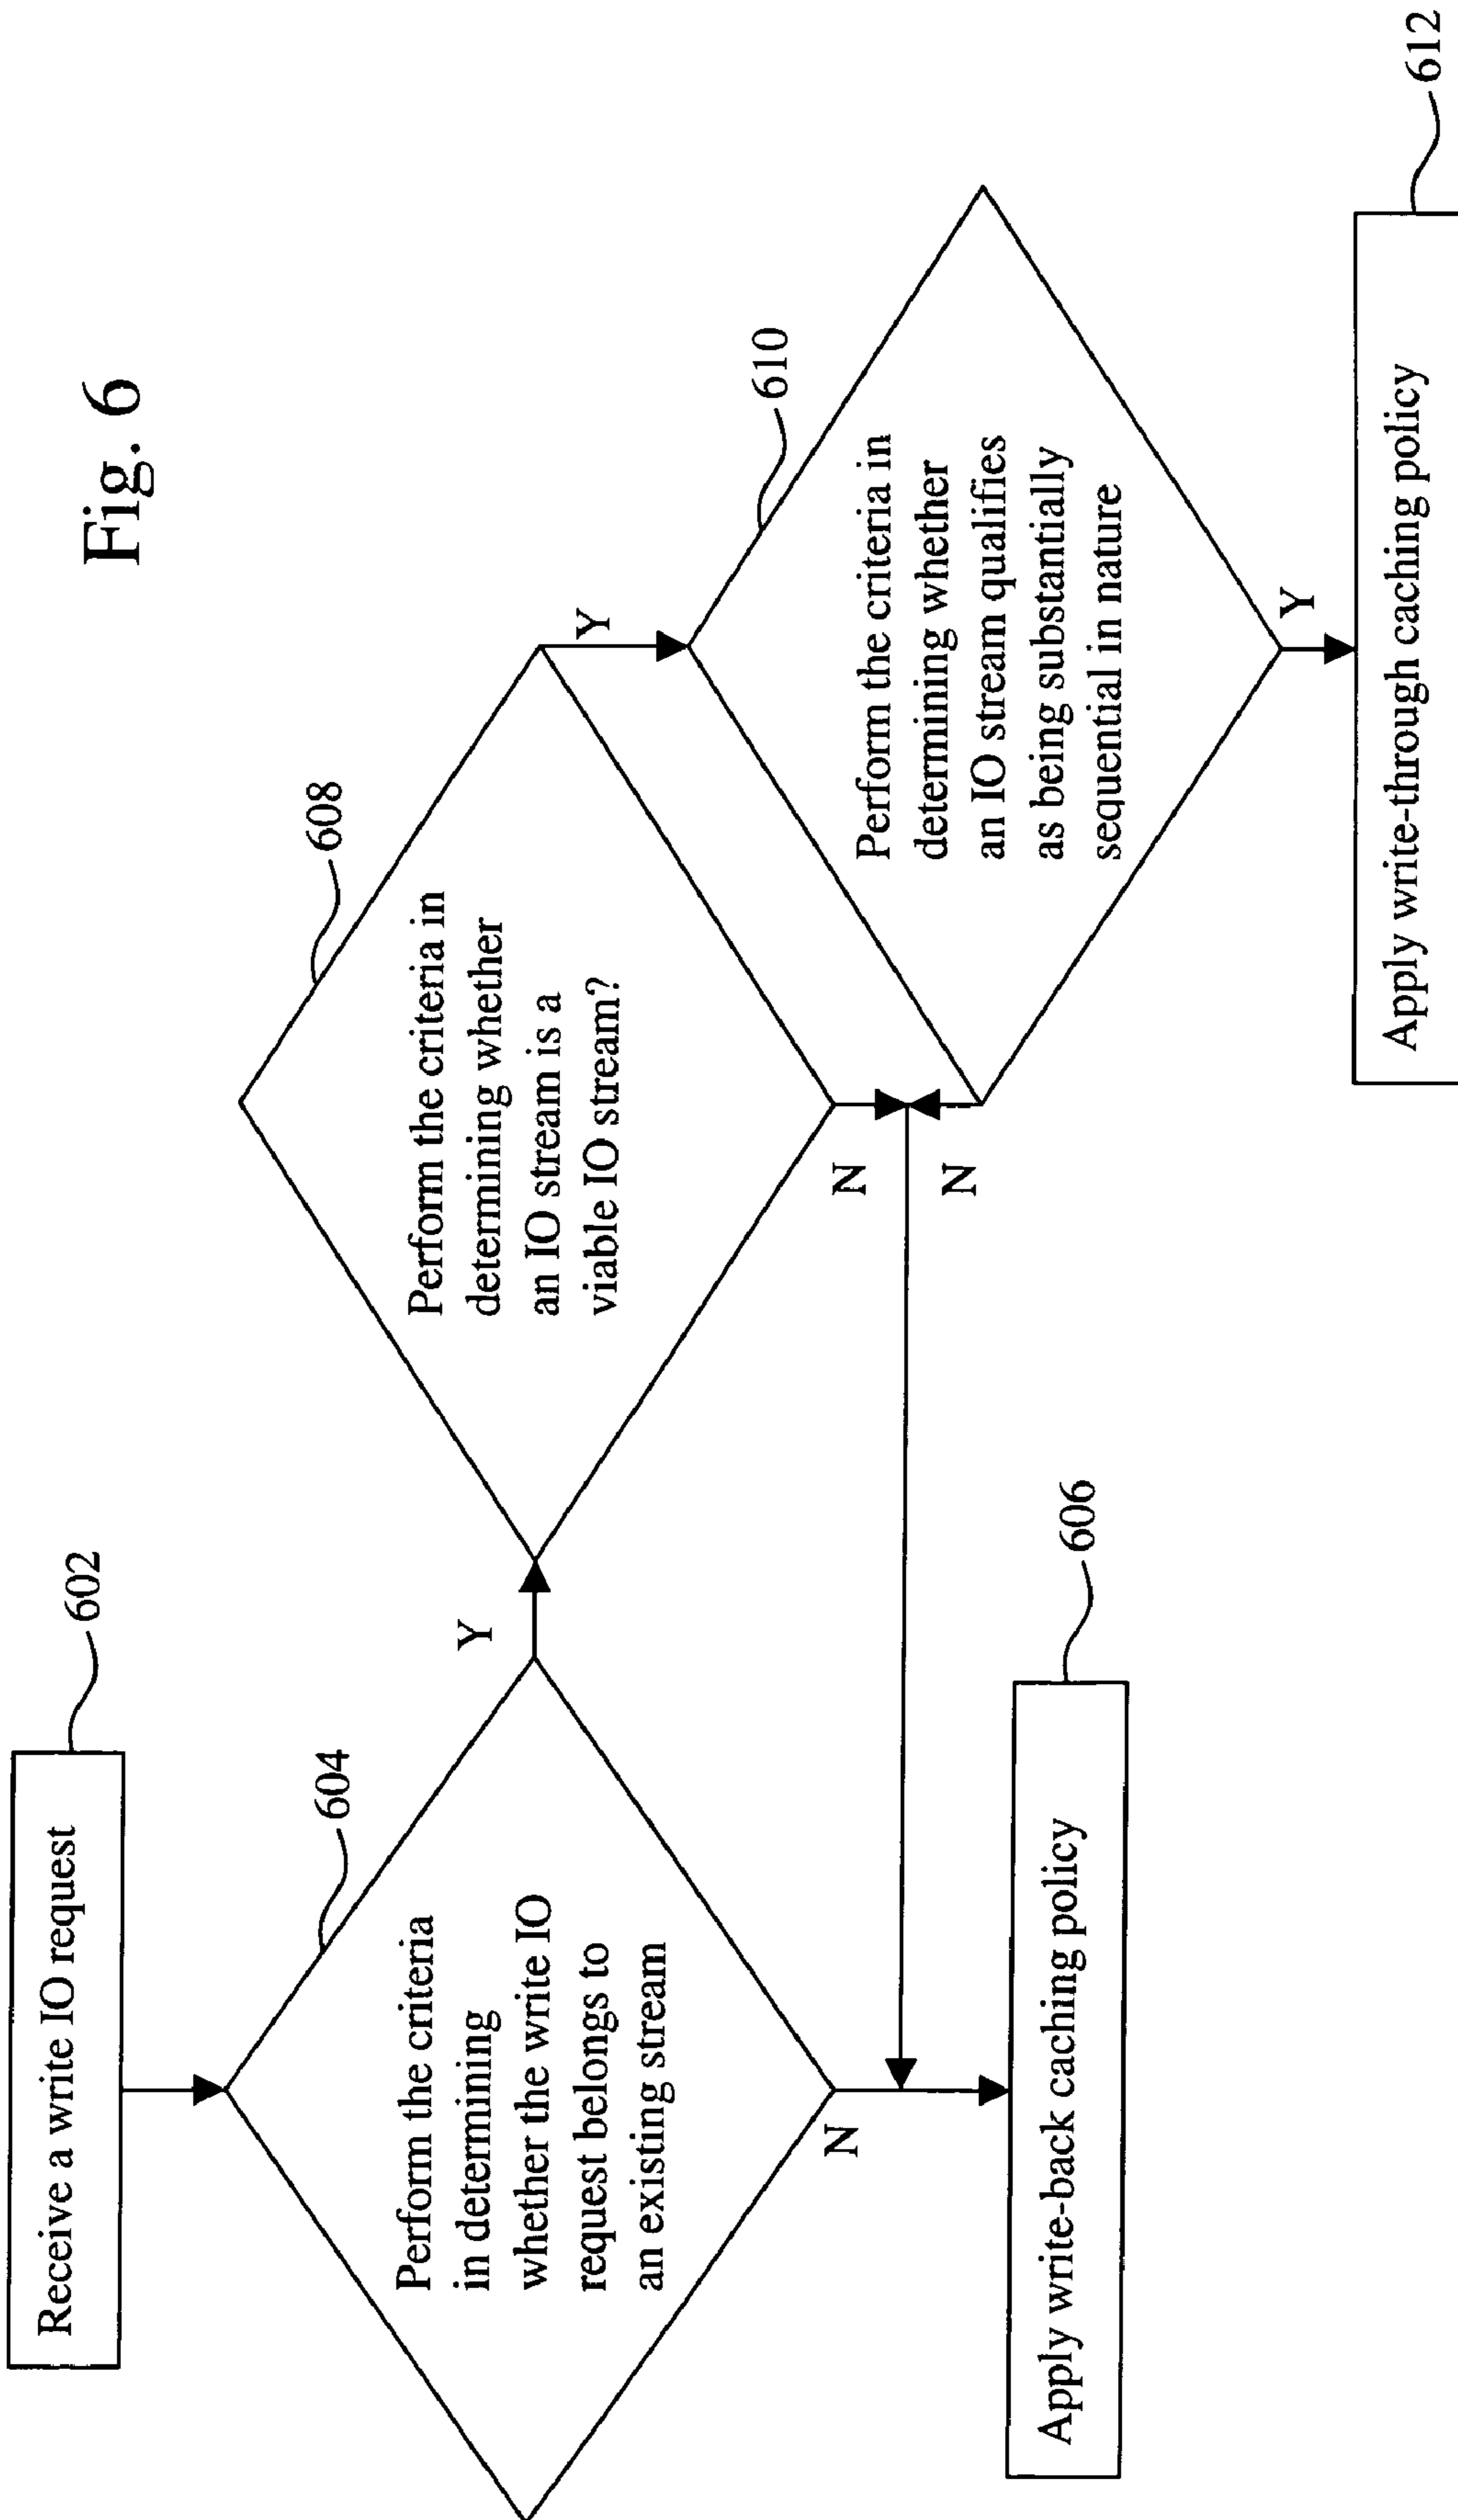 Fig. 6
602
Receive a write IO request
604
Perform the criteria
in determining
whether the write IO
request belongs to
an existing stream
Y
N
608
Perform the criteria in
determining whether
an IO stream is a
viable IO stream?
Y
N
610
Perform the criteria in
determining whether
an IO stream qualifies
as being substantially
sequential in nature
N
Y
606
Apply write-back caching policy
612
Apply write-through caching policy